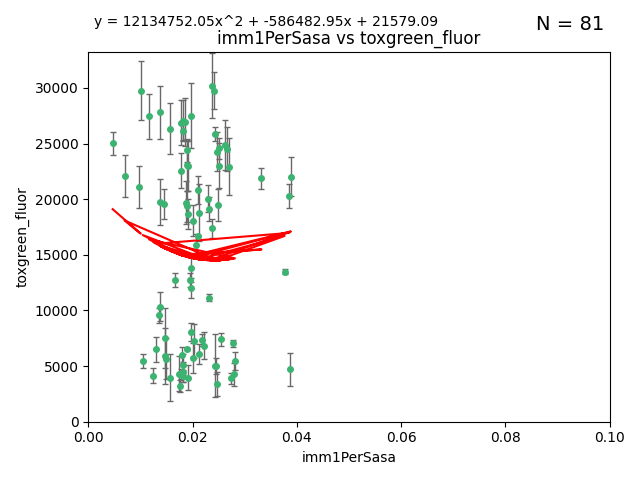 y = 12134752.05x^2 + -586482.95x + 21579.09
N = 81
imm1PerSasa vs toxgreen_fluor
30000
25000
20000
15000
10000
5000
0
toxgreen_fluor
0.00 0.02 0.04 0.06 0.08 0.10
imm1PerSasa